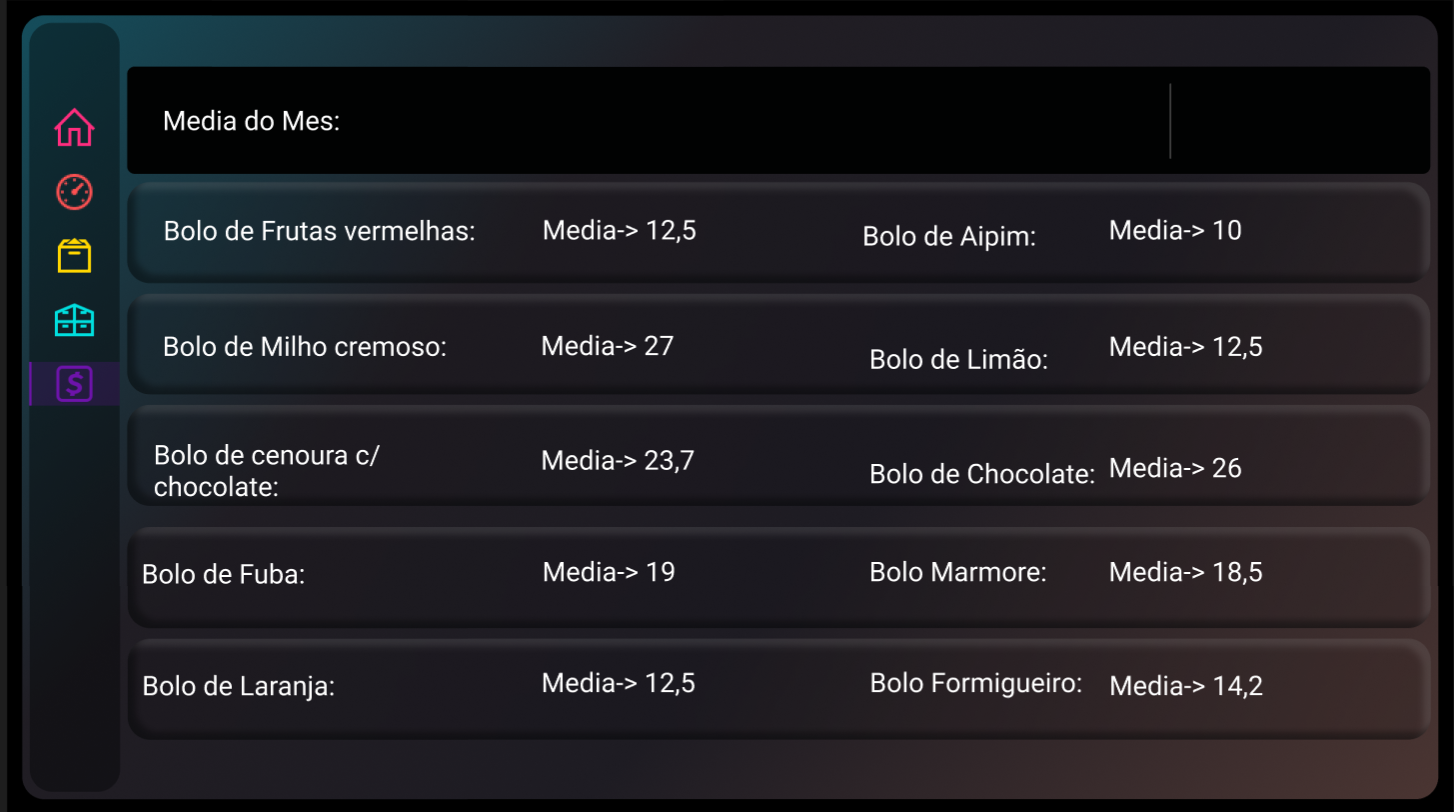 Media do Mes:
Bolo de Frutas vermelhas:
Media-> 12,5
Bolo de Aipim:
Media-> 10
Bolo de Milho cremoso:
Media-> 27
Bolo de Limão:
Media-> 12,5
Bolo de cenoura c/
chocolate:
Media-> 23,7
Bolo de Chocolate:
Media-> 26
Bolo de Fuba:
Media-> 19
Bolo Marmore:
Media-> 18,5
Bolo de Laranja:
Media-> 12,5
Bolo Formigueiro:
Media-> 14,2